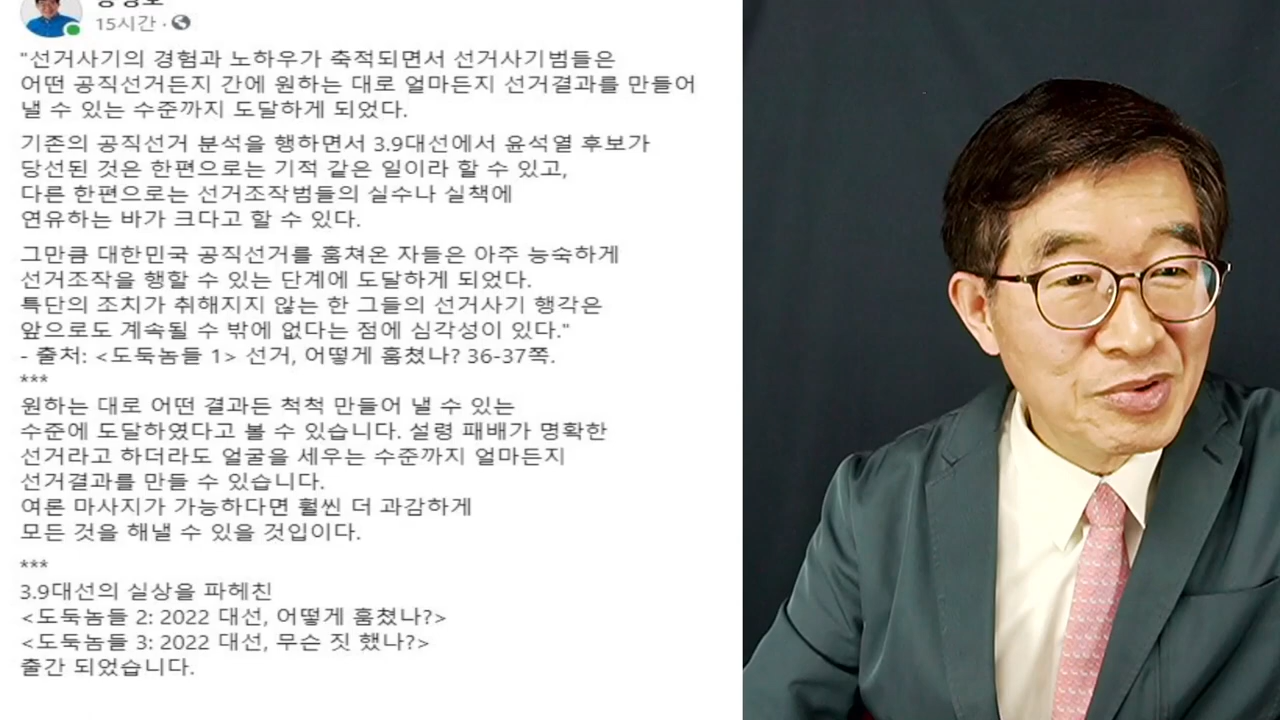 15시간
"선거사기의 경험과 노하우가 축적되면서 선거사기범들은
어떤 공직선거든지 간에 원하는 대로 얼마든지 선거결과를 만들어
낼 수 있는 수준까지 도달하게 되었다.
기존의 공직선거 분석을 행하면서 3.9대선에서 윤석열 후보가
당선된 것은 한편으로는 기적 같은 일이라 할 수 있고,
다른 한편으로는 선거조작범들의 실수나 실책에
연유하는 바가 크다고 할 수 있다.
그만큼 대한민국 공직선거를 훔쳐온 자들은 아주 능숙하게
선거조작을 행할 수 있는 단계에 도달하게 되었다.
특단의 조치가 취해지지 않는 한 그들의 선거사기 행각은
앞으로도 계속될 수 밖에 없다는 점에 심각성이 있다."
- 출처: <도둑놈들 1> 선거, 어떻게 훔쳤나? 36-37쪽.
***
원하는 대로 어떤 결과든 척척 만들어 낼 수 있는
수준에 도달하였다고 볼 수 있습니다. 설령 패배가 명확한
선거라고 하더라도 얼굴을 세우는 수준까지 얼마든지
선거결과를 만들 수 있습니다.
여론 마사지가 가능하다면 훨씬 더 과감하게
모든 것을 해낼 수 있을 것입이다.
***
3.9대선의 실상을 파헤친
<도둑놈들 2: 2022 대선, 어떻게 훔쳤나?>
<도둑놈들 3: 2022 대선, 무슨 짓 했나?>
출간 되었습니다.